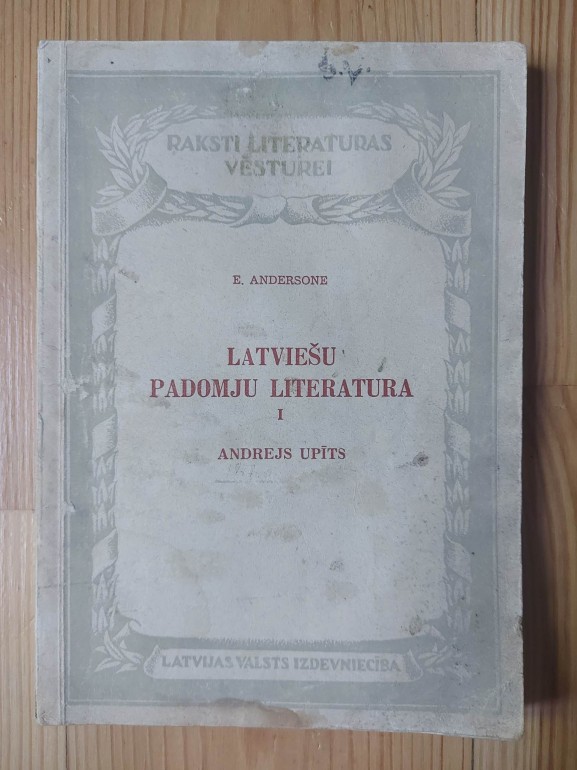 RAKSTI LITERATURAS
VĒSTUREI
E. ANDERSONE
LATVIEŠU
PADOMJU LITERATURA
I
ANDREJS UPĪTS
LATVIJAS VALSTS IZDEVNIECĪBA